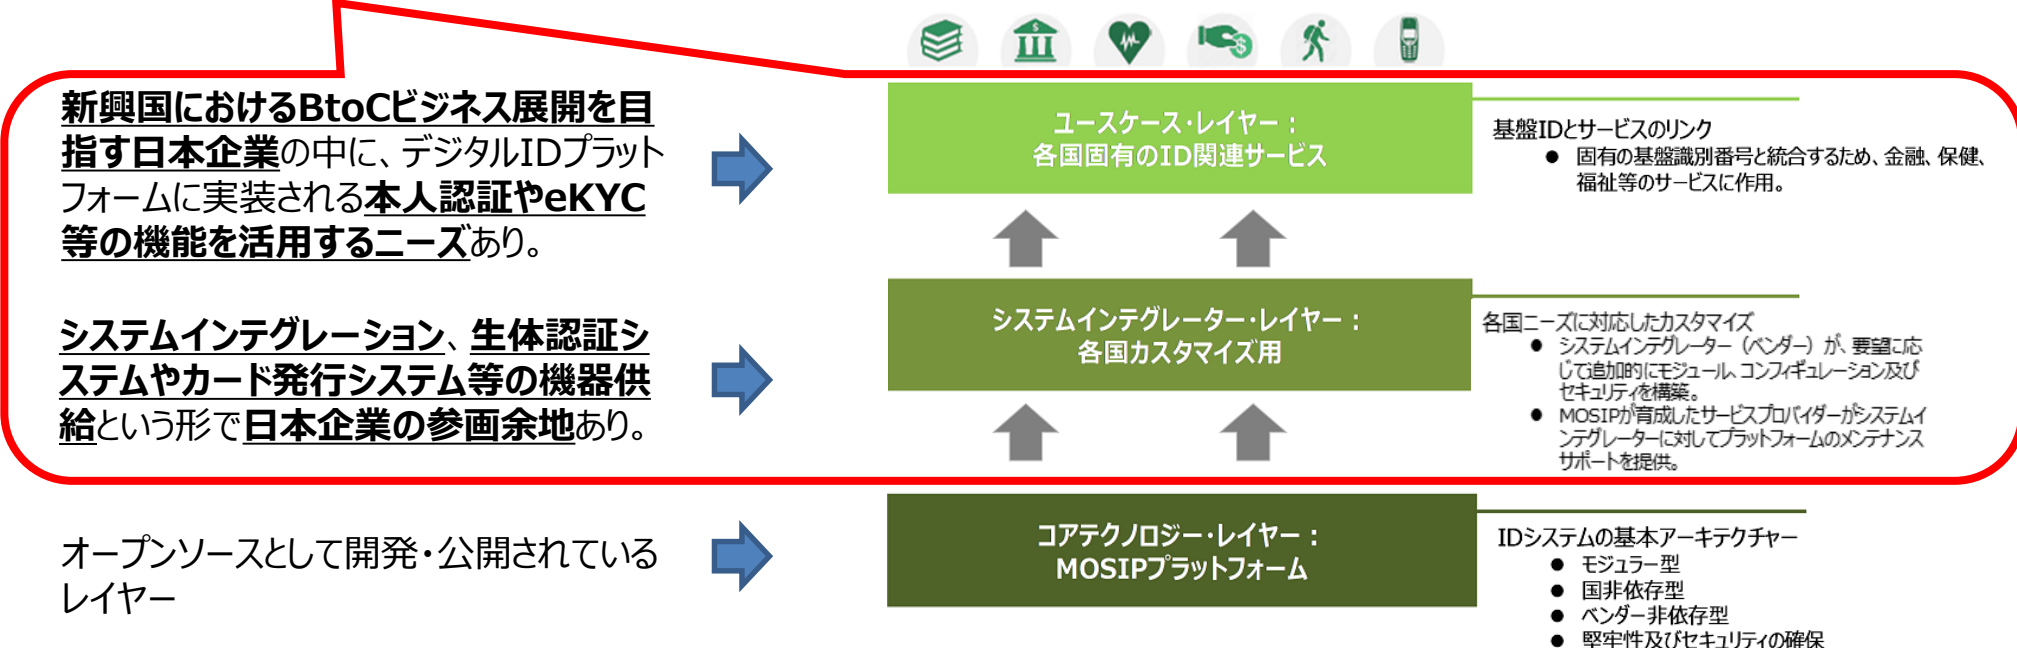 新興国におけるBtoCビジネス展開を目
指す日本企業の中に、デジタルIDプラット
フォームに実装される本人認証やeKYC
等の機能を活用するニーズあり。
ユースケース・レイヤー：
各国固有のID関連サービス
基盤IDとサービスのリンク
● 固有の基盤識別番号と統合するため、金融、保健、
福祉等のサービスに作用。
システムインテグレーション、生体認証シ
ステムやカード発行システム等の機器供
給という形で日本企業の参画余地あり。
システムインテグレーター・レイヤー：
各国カスタマイズ用
各国ニーズに対応したカスタマイズ
● システムインテグレーター（ベンダー）が、要望に応
じて追加的にモジュール、コンフィギュレーション及び
セキュリティを構築。
● MOSIPが育成したサービスプロバイダーがシステムイ
ンテグレーターに対してプラットフォームのメンテナンス
サポートを提供。
オープンソースとして開発・公開されている
レイヤー
コアテクノロジー・レイヤー：
MOSIPプラットフォーム
IDシステムの基本アーキテクチャー
● モジュラー型
● 国非依存型
● ベンダー非依存型
● 堅牢性及びセキュリティの確保